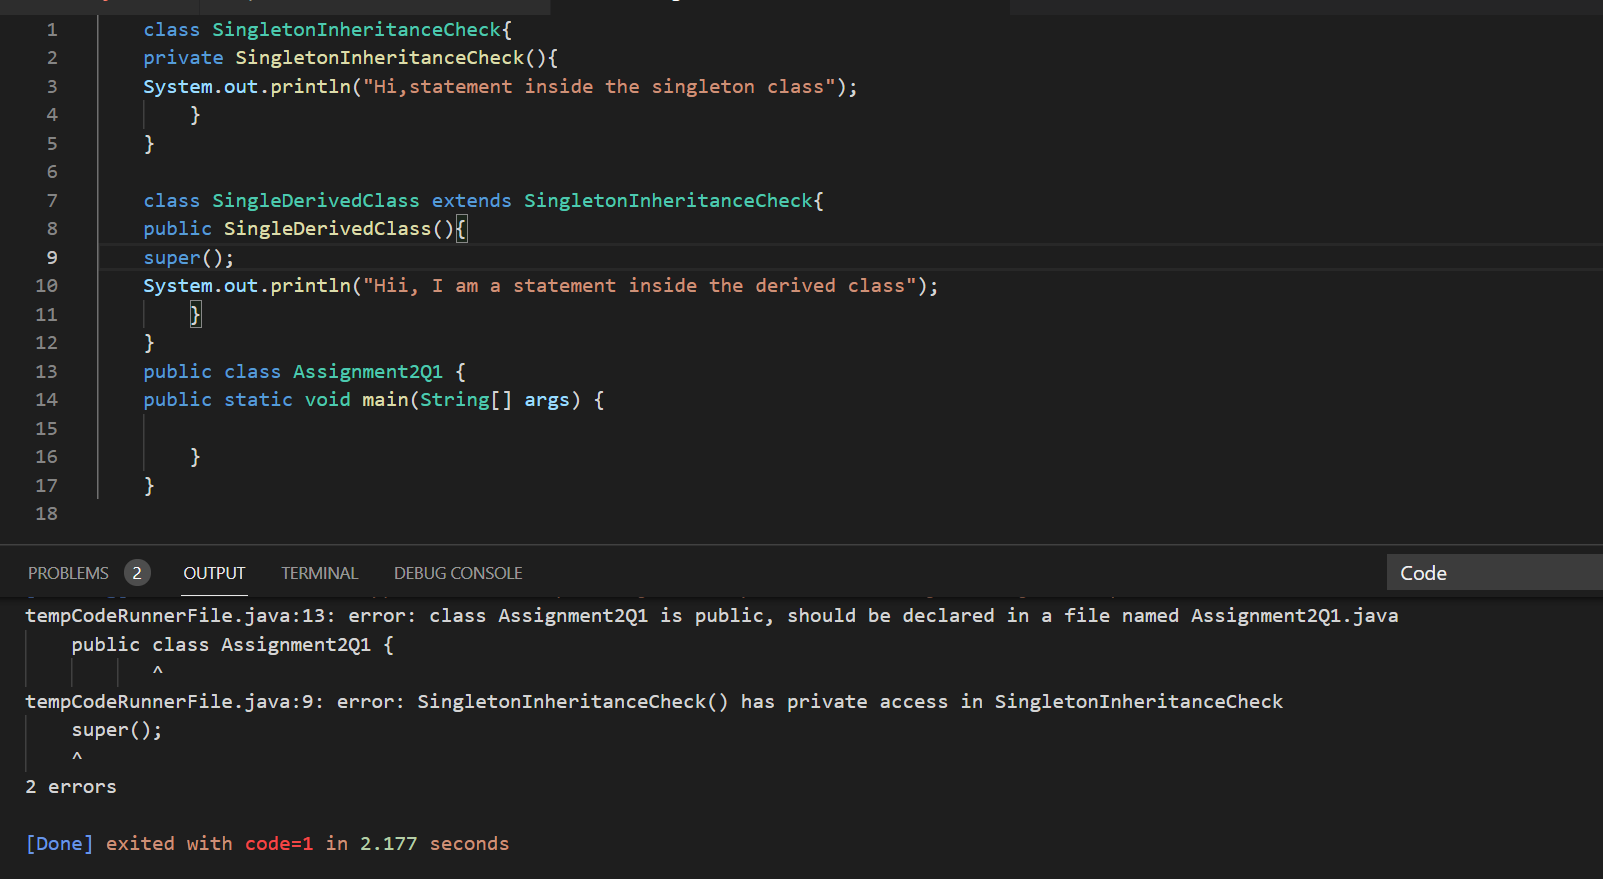 1 class SingletonInheritanceCheck{
2 private SingletonInheritanceCheck(){
3 System.out.println("Hi,statement inside the singleton class");
4 }
5 }
6
7 class SingleDerivedClass extends SingletonInheritanceCheck{
8 public SingleDerivedClass(){
9 super();
10 System.out.println("Hii, I am a statement inside the derived class");
11 }
12 }
13 public class Assignment2Q1 {
14 public static void main(String[] args) {
15
16 }
17 }
18
PROBLEMS 2 OUTPUT TERMINAL DEBUG CONSOLE Code
tempCodeRunnerFile.java:13: error: class Assignment2Q1 is public, should be declared in a file named Assignment2Q1.java
public class Assignment2Q1 {
^
tempCodeRunnerFile.java:9: error: SingletonInheritanceCheck() has private access in SingletonInheritanceCheck
super();
^
2 errors
[Done] exited with code=1 in 2.177 seconds